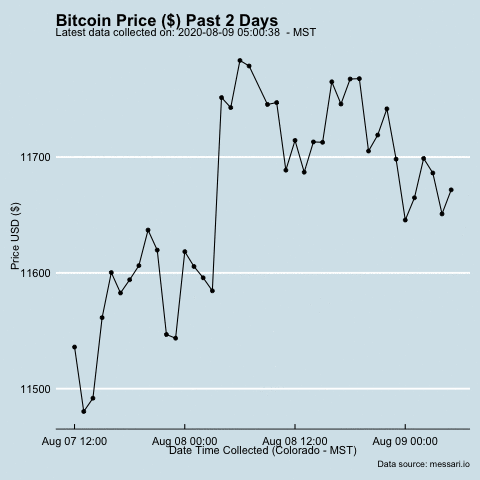 Bitcoin Price ($) Past 2 Days
Latest data collected on: 2020-08-09 05:00:38  - MST
Price USD ($)
11700
11600
11500
Aug 07 12:00 Aug 08 00:00 Aug 08 12:00 Aug 09 00:00
Date Time Collected (Colorado - MST)
Data source: messari.io